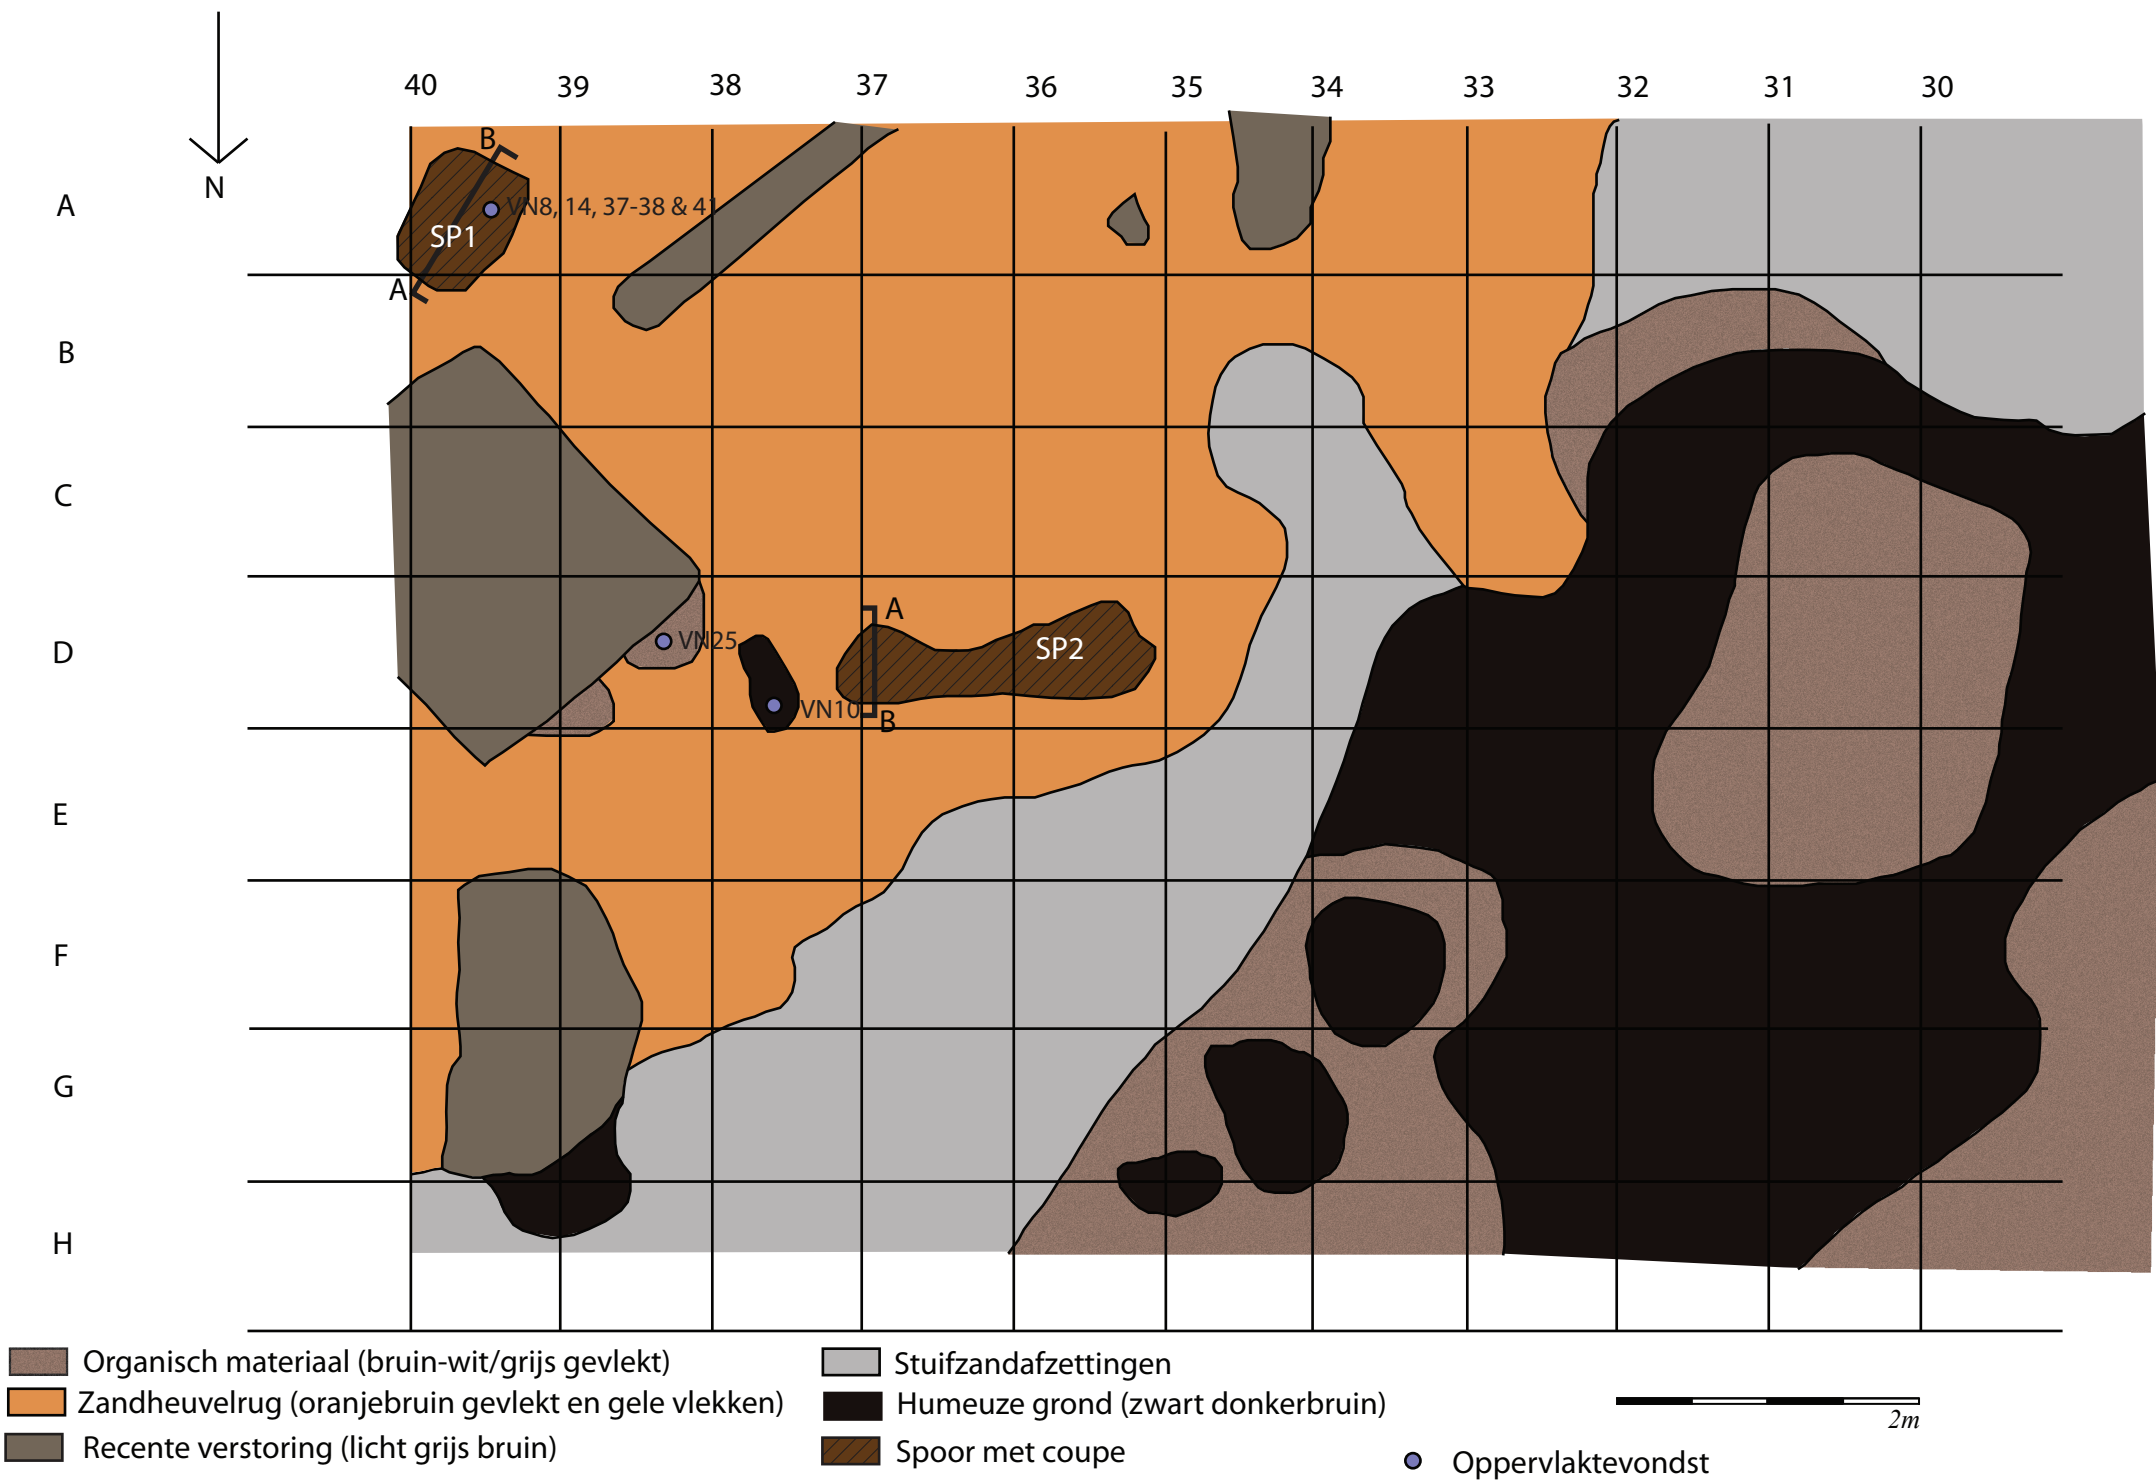 40 39 38 37 36 35 34 33 32 31 30
N
A
B
C
D
E
F
G
H
B
VN8, 14, 37-38 & 41
SP1
A
A
SP2
VN25
VN10
B
Organisch materiaal (bruin-wit/grijs gevlekt)
Zandheuvelrug (oranjebruin gevlekt en gele vlekken)
Recente verstoring (licht grijs bruin)
Stuifzandafzettingen
Humeuze grond (zwart donkerbruin)
Spoor met coupe
2m
Oppervlaktevondst